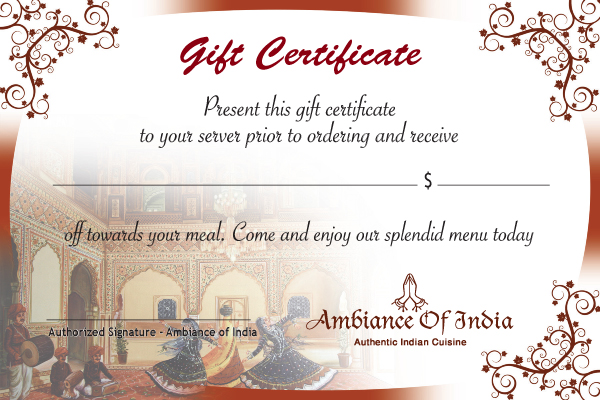 Gift Certificate
Present this gift certificate
to your server prior to ordering and receive
$
off towards your meal. Come and enjoy our splendid menu today
Authorized Signature - Ambiance of India
Ambiance Of India
Authentic Indian Cuisine